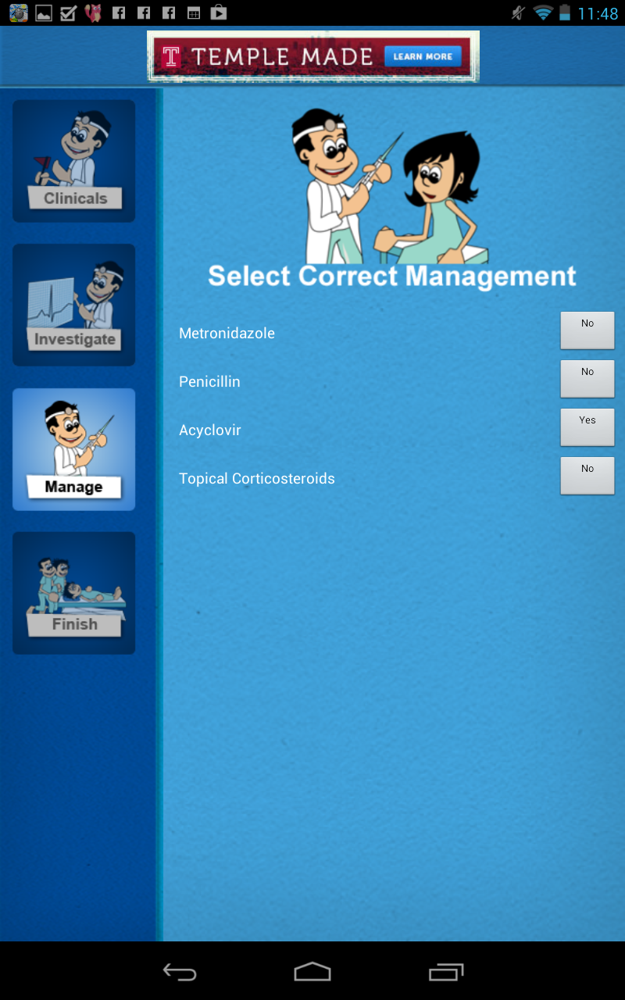 11:48
T TEMPLE MADE LEARN MORE
Clinicals
Investigate
Manage
Finish
Select Correct Management
Metronidazole No
Penicillin No
Acyclovir Yes
Topical Corticosteroids No